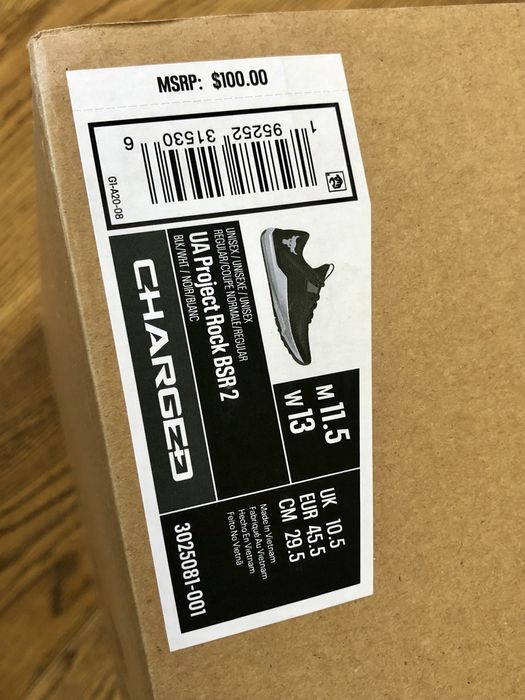 MSRP: $100.00
1 95252 31530 6
GI-A20-08
UNISEX / UNISEXE / UNISEX
REGULAR/COUPE NORMALE/REGULAR
UA Project Rock BSR 2
BLK/WHT / NOIR/BLANC
CHARGED
M 11.5
W 13
UK 10.5
EUR 45.5
CM 29.5
Made In Vietnam
Fabriqué Au Vietnam
Hecho En Vietnam
Feito No Vietnã
3025081-001